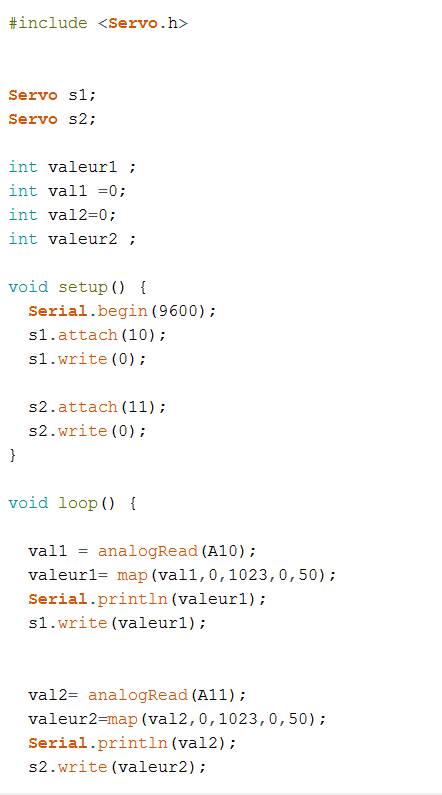 #include <Servo.h>
Servo s1;
Servo s2;
int valeur1 ;
int val1 =0;
int val2=0;
int valeur2 ;
void setup() {
Serial.begin(9600);
s1.attach(10);
s1.write(0);
s2.attach(11);
s2.write(0);
}
void loop() {
val1 = analogRead(A10);
valeur1= map(val1,0,1023,0,50);
Serial.println(valeur1);
s1.write(valeur1);
val2= analogRead(A11);
valeur2=map(val2,0,1023,0,50);
Serial.println(val2);
s2.write(valeur2);